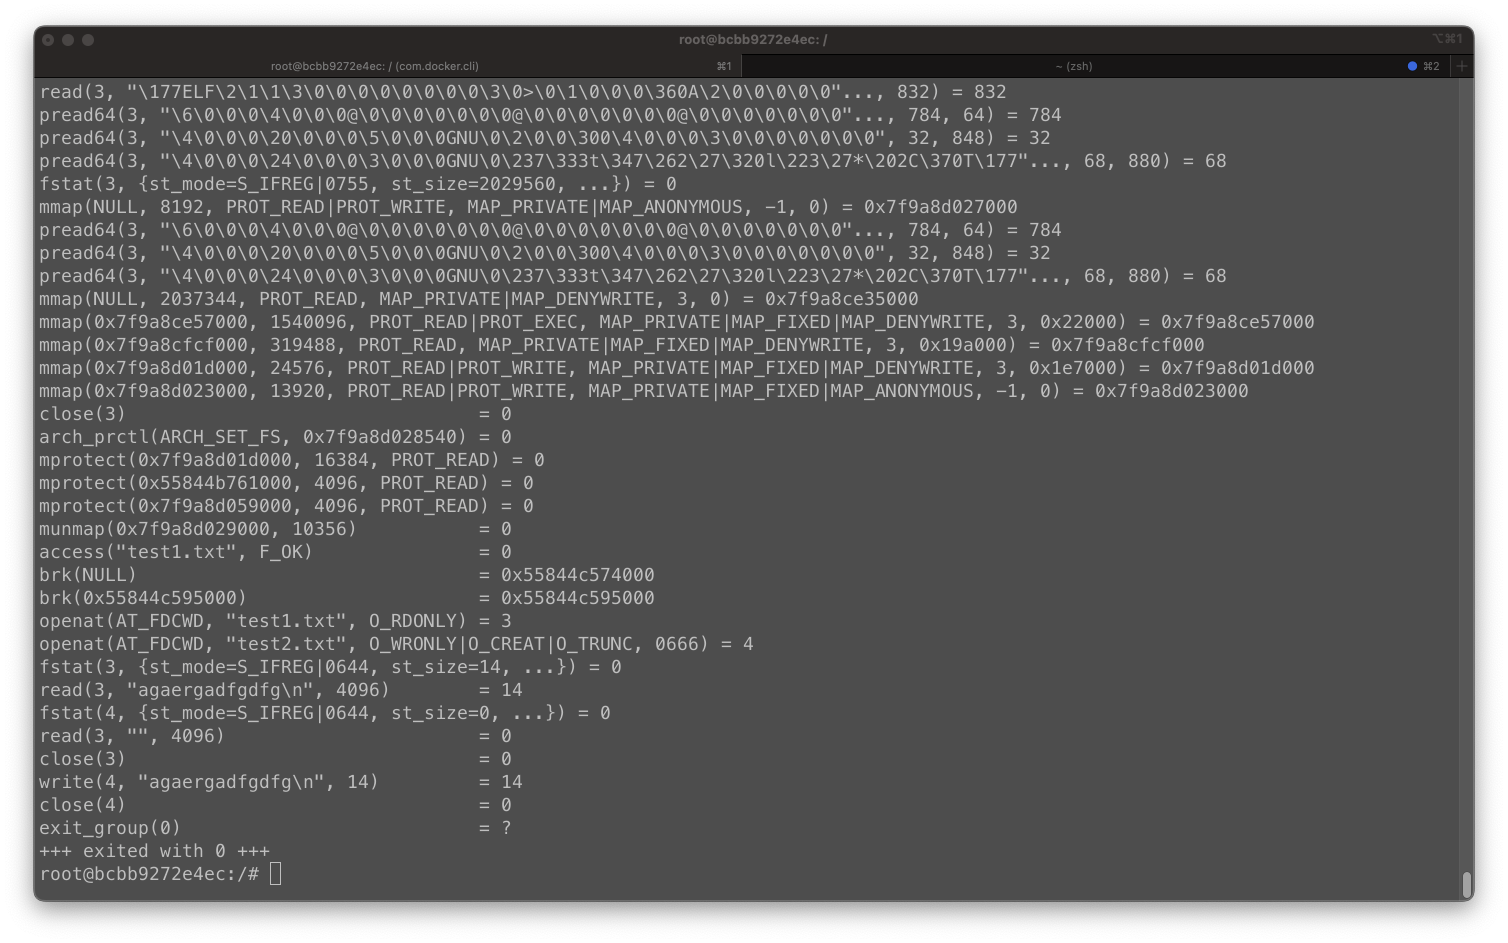 root@bcbb9272e4ec: /
⌥⌘1
root@bcbb9272e4ec: / (com.docker.cli)
⌘1
~ (zsh)
⌘2
read(3, "\177ELF\2\1\1\3\0\0\0\0\0\0\0\0\3\0>\0\1\0\0\0\360A\2\0\0\0\0\0"..., 832) = 832
pread64(3, "\6\0\0\0\4\0\0\0@\0\0\0\0\0\0\0@\0\0\0\0\0\0\0@\0\0\0\0\0\0\0"..., 784, 64) = 784
pread64(3, "\4\0\0\0\20\0\0\0\5\0\0\0GNU\0\2\0\0\300\4\0\0\0\3\0\0\0\0\0\0\0", 32, 848) = 32
pread64(3, "\4\0\0\0\24\0\0\0\3\0\0\0GNU\0\237\333t\347\262\27\320l\223\27*\202C\370T\177"..., 68, 880) = 68
fstat(3, {st_mode=S_IFREG|0755, st_size=2029560, ...}) = 0
mmap(NULL, 8192, PROT_READ|PROT_WRITE, MAP_PRIVATE|MAP_ANONYMOUS, -1, 0) = 0x7f9a8d027000
pread64(3, "\6\0\0\0\4\0\0\0@\0\0\0\0\0\0\0@\0\0\0\0\0\0\0@\0\0\0\0\0\0\0"..., 784, 64) = 784
pread64(3, "\4\0\0\0\20\0\0\0\5\0\0\0GNU\0\2\0\0\300\4\0\0\0\3\0\0\0\0\0\0\0", 32, 848) = 32
pread64(3, "\4\0\0\0\24\0\0\0\3\0\0\0GNU\0\237\333t\347\262\27\320l\223\27*\202C\370T\177"..., 68, 880) = 68
mmap(NULL, 2037344, PROT_READ, MAP_PRIVATE|MAP_DENYWRITE, 3, 0) = 0x7f9a8ce35000
mmap(0x7f9a8ce57000, 1540096, PROT_READ|PROT_EXEC, MAP_PRIVATE|MAP_FIXED|MAP_DENYWRITE, 3, 0x22000) = 0x7f9a8ce57000
mmap(0x7f9a8cfcf000, 319488, PROT_READ, MAP_PRIVATE|MAP_FIXED|MAP_DENYWRITE, 3, 0x19a000) = 0x7f9a8cfcf000
mmap(0x7f9a8d01d000, 24576, PROT_READ|PROT_WRITE, MAP_PRIVATE|MAP_FIXED|MAP_DENYWRITE, 3, 0x1e7000) = 0x7f9a8d01d000
mmap(0x7f9a8d023000, 13920, PROT_READ|PROT_WRITE, MAP_PRIVATE|MAP_FIXED|MAP_ANONYMOUS, -1, 0) = 0x7f9a8d023000
close(3) = 0
arch_prctl(ARCH_SET_FS, 0x7f9a8d028540) = 0
mprotect(0x7f9a8d01d000, 16384, PROT_READ) = 0
mprotect(0x55844b761000, 4096, PROT_READ) = 0
mprotect(0x7f9a8d059000, 4096, PROT_READ) = 0
munmap(0x7f9a8d029000, 10356) = 0
access("test1.txt", F_OK) = 0
brk(NULL) = 0x55844c574000
brk(0x55844c595000) = 0x55844c595000
openat(AT_FDCWD, "test1.txt", O_RDONLY) = 3
openat(AT_FDCWD, "test2.txt", O_WRONLY|O_CREAT|O_TRUNC, 0666) = 4
fstat(3, {st_mode=S_IFREG|0644, st_size=14, ...}) = 0
read(3, "agaergadfgdfg\n", 4096) = 14
fstat(4, {st_mode=S_IFREG|0644, st_size=0, ...}) = 0
read(3, "", 4096) = 0
close(3) = 0
write(4, "agaergadfgdfg\n", 14) = 14
close(4) = 0
exit_group(0) = ?
+++ exited with 0 +++
root@bcbb9272e4ec:/#